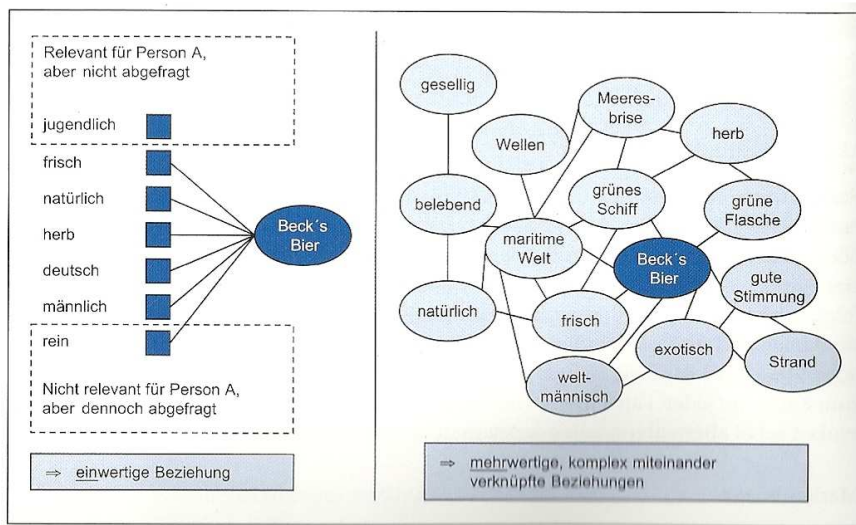 Relevant für Person A,
aber nicht abgefragt
jugendlich
frisch
natürlich
herb
deutsch
männlich
rein
Beck´s
Bier
Nicht relevant für Person A,
aber dennoch abgefragt
⇒ einwertige Beziehung
gesellig
Wellen
Meeres-
brise
herb
belebend
grünes
Schiff
grüne
Flasche
maritime
Welt
Beck´s
Bier
gute
Stimmung
natürlich
frisch
exotisch
Strand
welt-
männisch
⇒ mehrwertige, komplex miteinander
verknüpfte Beziehungen